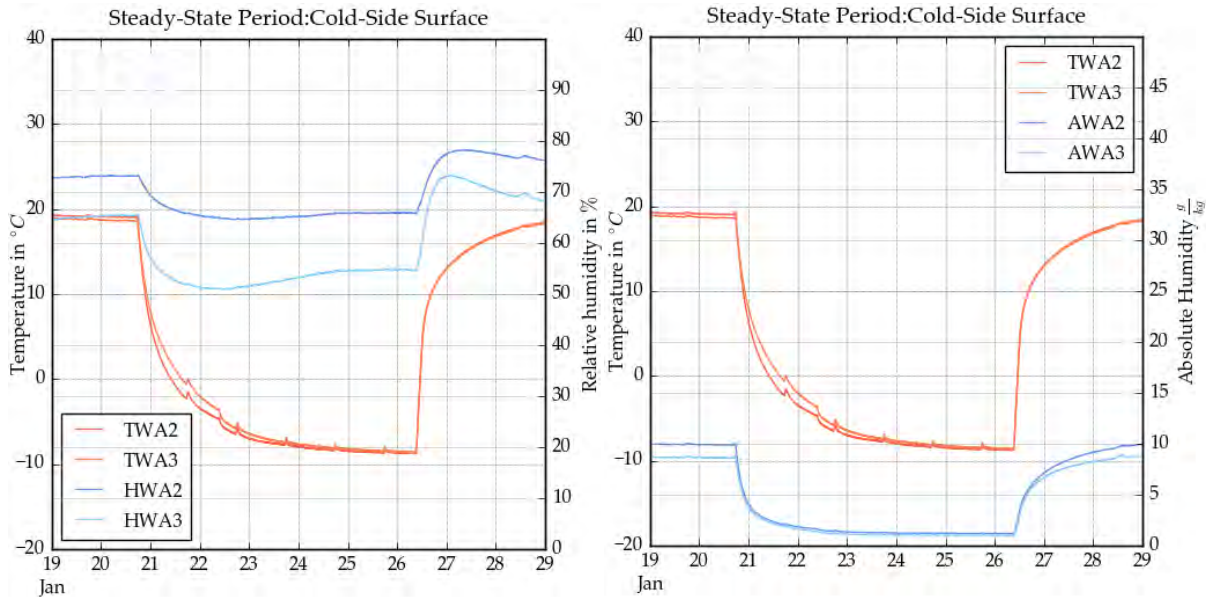 Steady-State Period:Cold-Side Surface
40
30
20
10
0
−10
−20
Temperature in °C
90
80
70
60
50
40
30
20
10
0
Relative humidity in %
TWA2
TWA3
HWA2
HWA3
19 20 21 22 23 24 25 26 27 28 29
Jan
Steady-State Period:Cold-Side Surface
40
30
20
10
0
−10
−20
Temperature in °C
45
40
35
30
25
20
15
10
5
0
Absolute Humidity g/kg
TWA2
TWA3
AWA2
AWA3
19 20 21 22 23 24 25 26 27 28 29
Jan